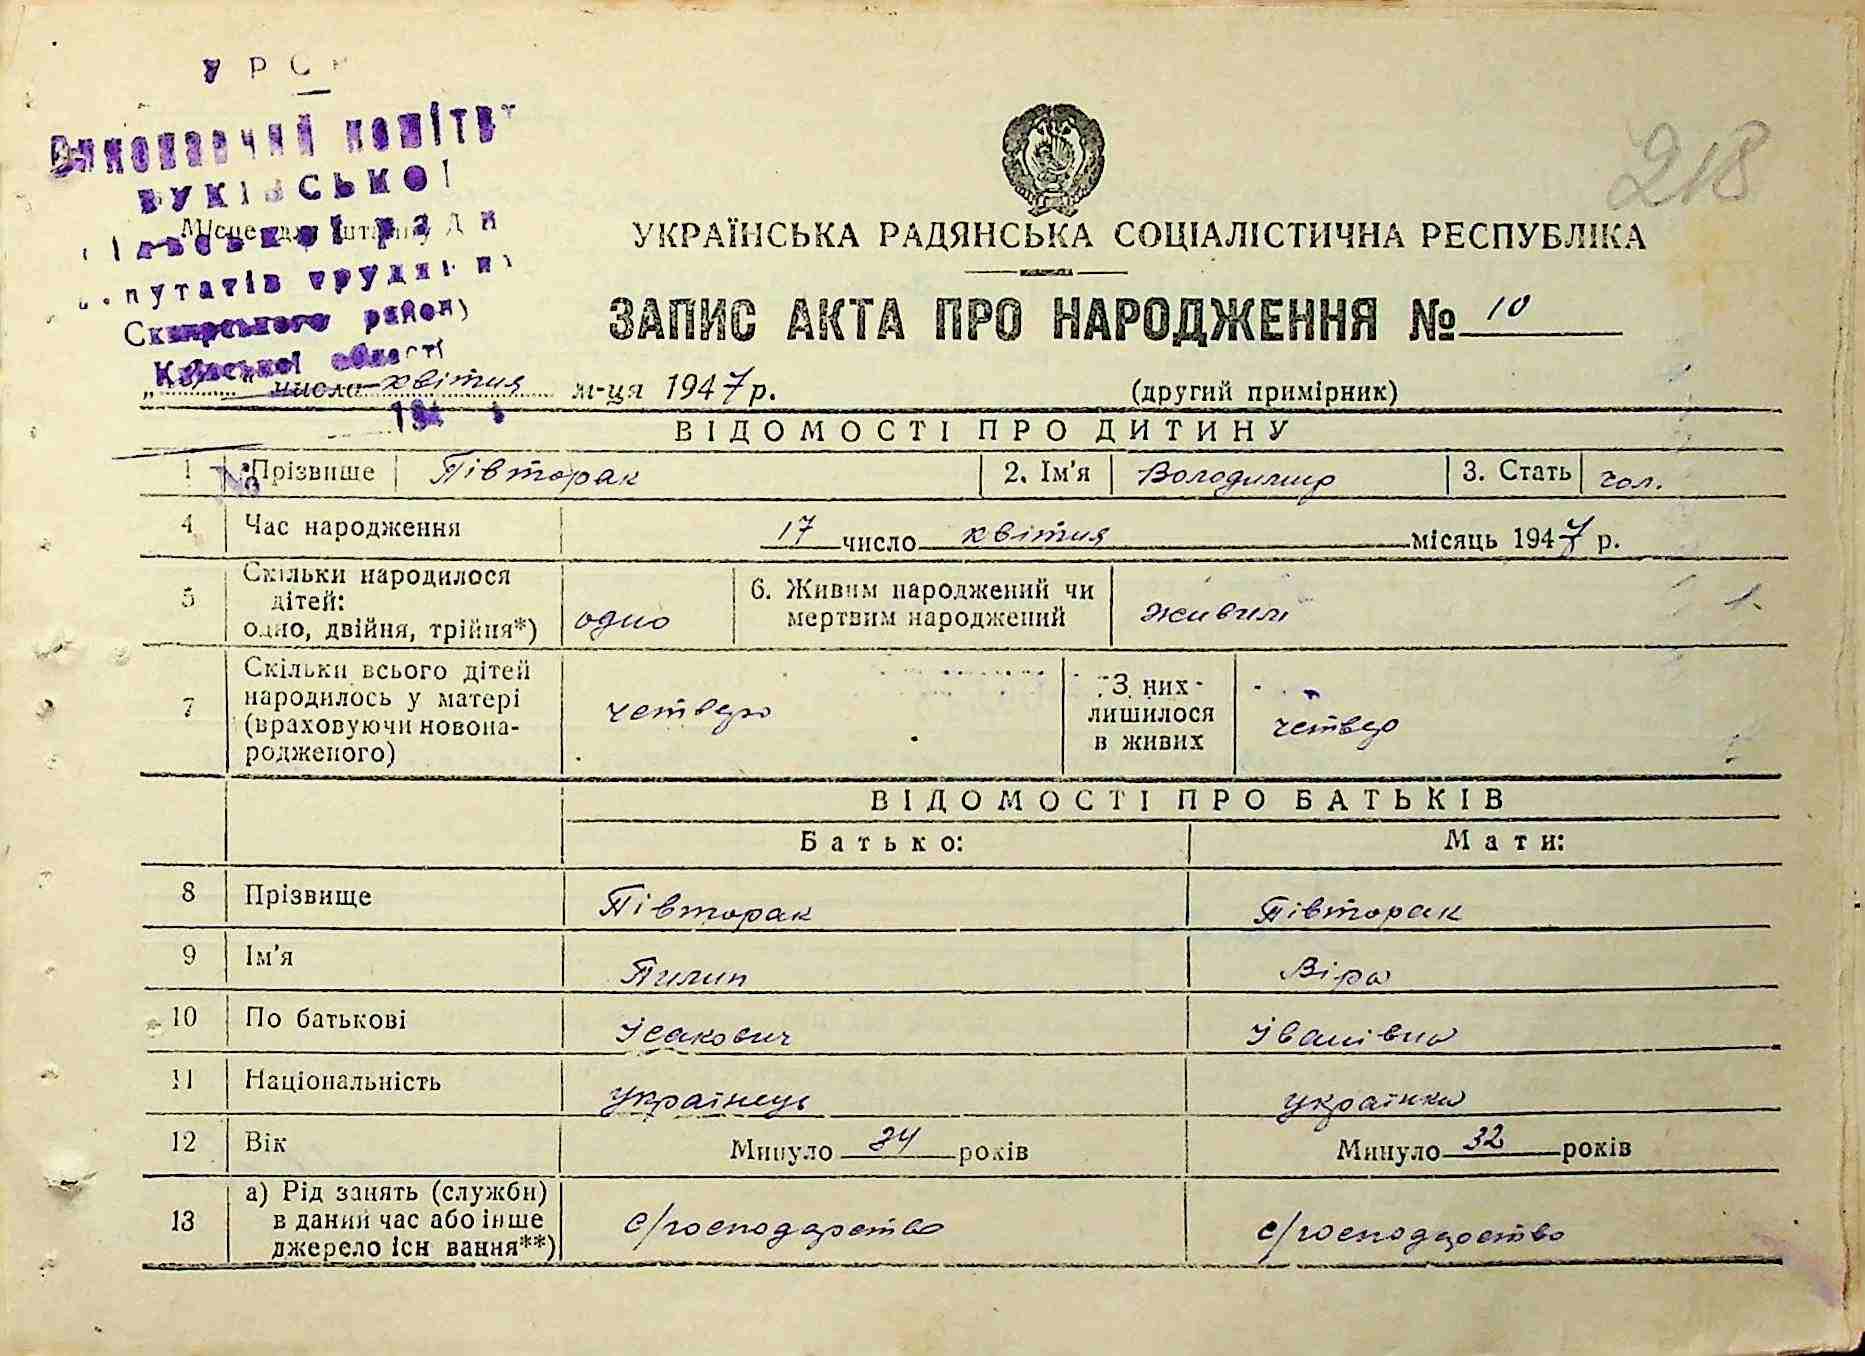 У Р С Р
Виконавчий комітет
БУКІВСЬКОЇ
Місце для штампу
сільської ради
депутатів трудящих
Сквирського району
Київської області
218
УКРАЇНСЬКА РАДЯНСЬКА СОЦІАЛІСТИЧНА РЕСПУБЛІКА
ЗАПИС АКТА ПРО НАРОДЖЕННЯ № 10
числа квітня м-ця 1947 р. (другий примірник)
194
ВІДОМОСТІ ПРО ДИТИНУ
1 Прізвище Півторак 2. Ім'я Володимир 3. Стать чол.
№
4 Час народження 17 число квітня місяць 1947 р.
5 Скільки народилося дітей: одно, двійня, трійня*) одно 6. Живим народжений чи мертвим народжений живим
7 Скільки всього дітей народилось у матері (враховуючи новонародженого) четверо З них лишилося в живих четверо
ВІДОМОСТІ ПРО БАТЬКІВ
Батько: Мати:
8 Прізвище Півторак Півторак
9 Ім'я Пилип Віра
10 По батькові Ісакович Іванівна
11 Національність українець українка
12 Вік Минуло 34 років Минуло 32 років
13 а) Рід занять (служби) в даний час або інше джерело існування**) с/господарство с/господарство